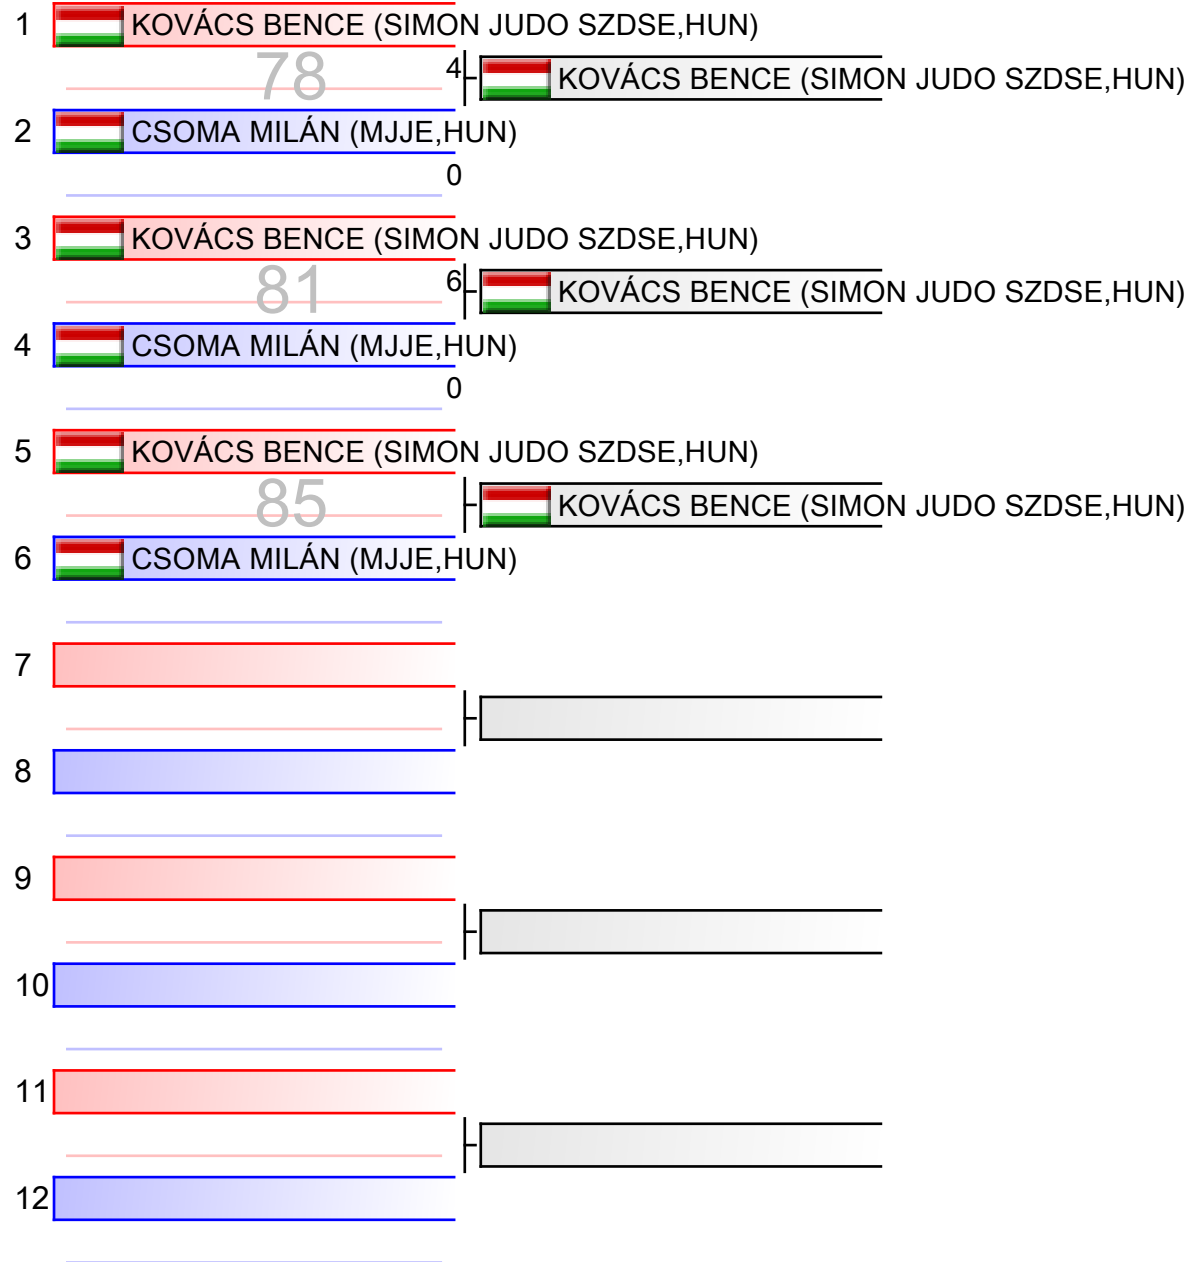 1 KOVÁCS BENCE (SIMON JUDO SZDSE,HUN)
78 4 KOVÁCS BENCE (SIMON JUDO SZDSE,HUN)
2 CSOMA MILÁN (MJJE,HUN)
0
3 KOVÁCS BENCE (SIMON JUDO SZDSE,HUN)
81 6 KOVÁCS BENCE (SIMON JUDO SZDSE,HUN)
4 CSOMA MILÁN (MJJE,HUN)
0
5 KOVÁCS BENCE (SIMON JUDO SZDSE,HUN)
85 KOVÁCS BENCE (SIMON JUDO SZDSE,HUN)
6 CSOMA MILÁN (MJJE,HUN)
7
8
9
10
11
12